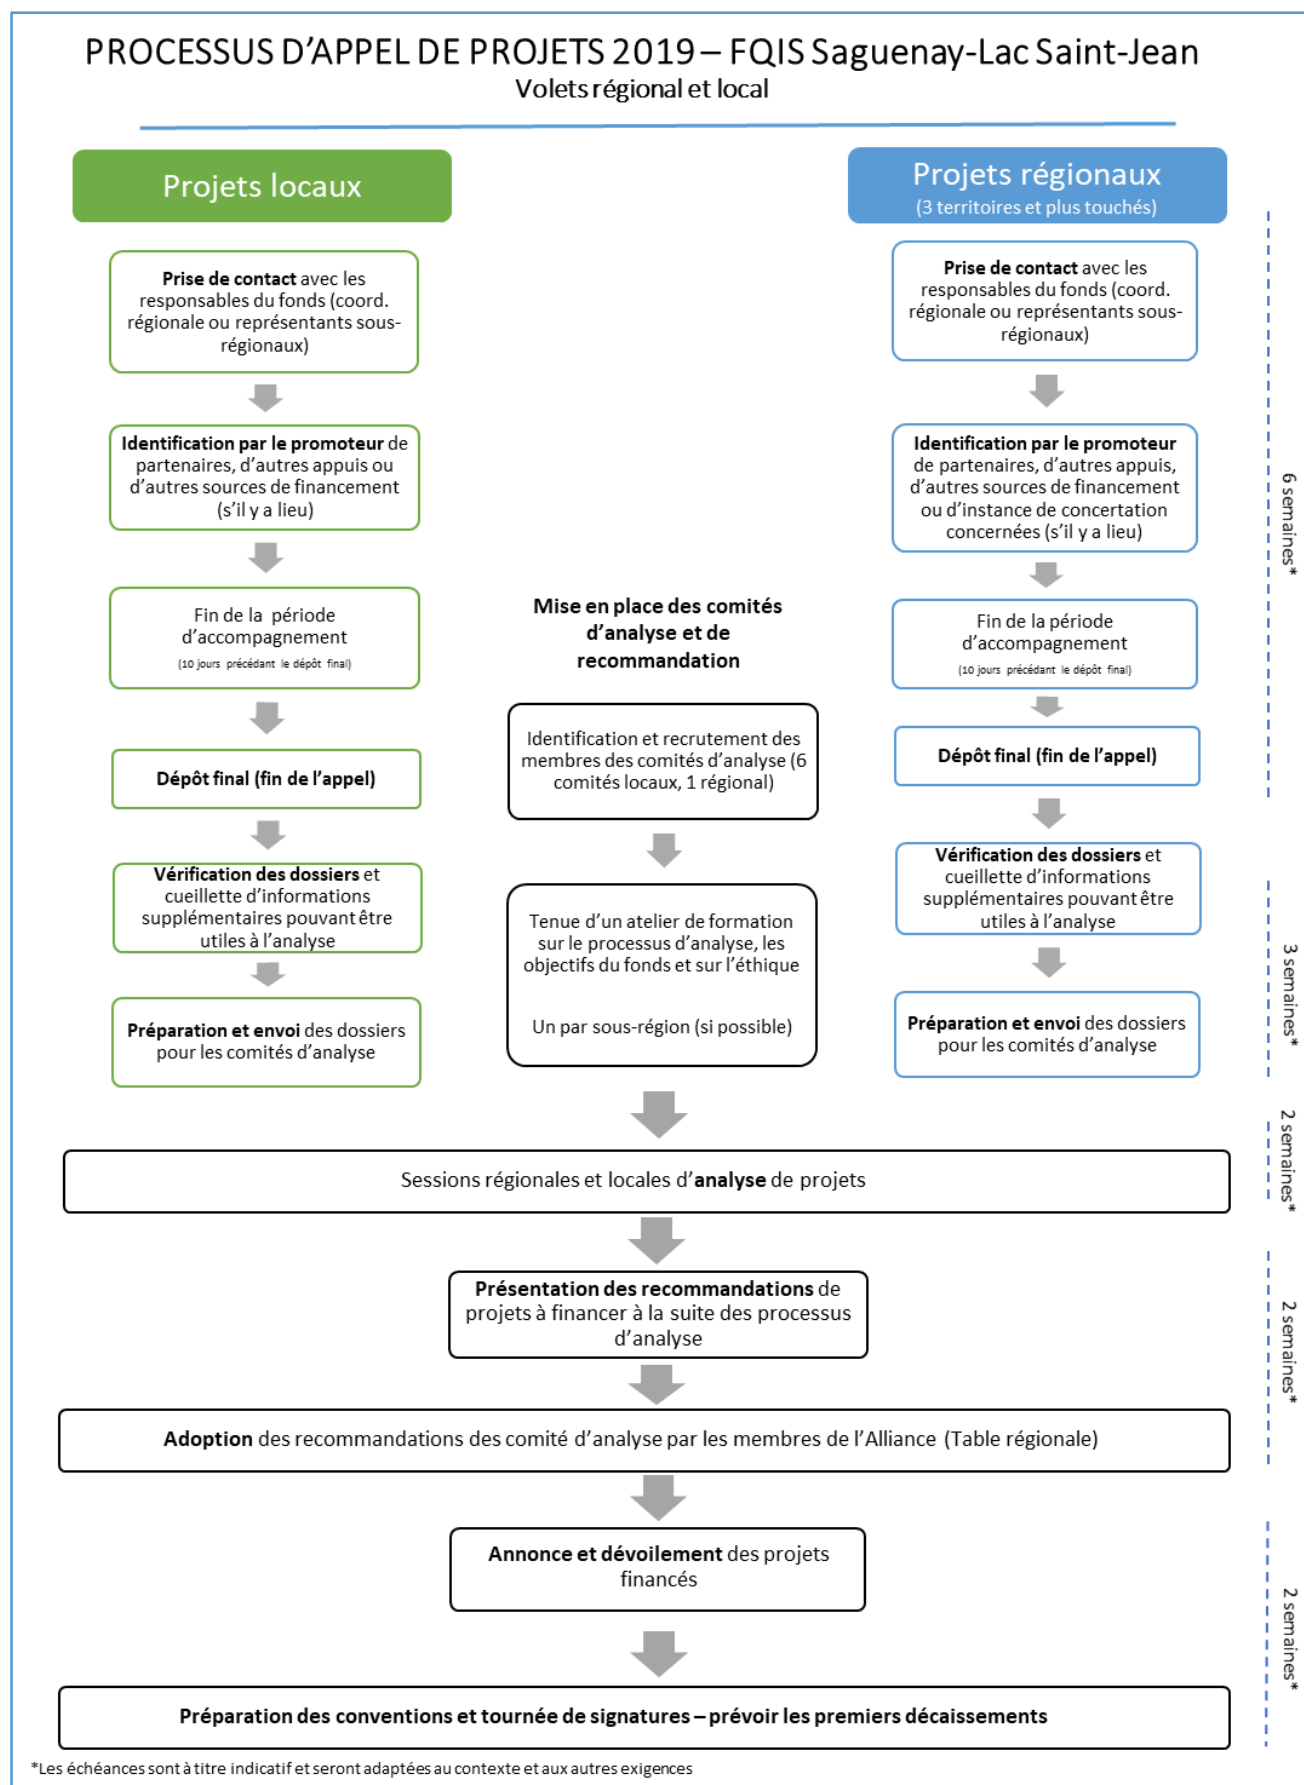 PROCESSUS D'APPEL DE PROJETS 2019 – FQIS Saguenay-Lac Saint-Jean
Volets régional et local
Projets locaux
Prise de contact avec les
responsables du fonds (coord.
régionale ou représentants sous-
régionaux)
Identification par le promoteur de
partenaires, d'autres appuis ou
d'autres sources de financement
(s'il y a lieu)
Fin de la période
d'accompagnement
(10 jours précédant le dépôt final)
Dépôt final (fin de l'appel)
Vérification des dossiers et
cueillette d'informations
supplémentaires pouvant être
utiles à l'analyse
Préparation et envoi des dossiers
pour les comités d'analyse
Mise en place des comités
d'analyse et de
recommandation
Identification et recrutement des
membres des comités d'analyse (6
comités locaux, 1 régional)
Tenue d'un atelier de formation
sur le processus d'analyse, les
objectifs du fonds et sur l'éthique
Un par sous-région (si possible)
Projets régionaux
(3 territoires et plus touchés)
Prise de contact avec les
responsables du fonds (coord.
régionale ou représentants sous-
régionaux)
Identification par le promoteur
de partenaires, d'autres appuis,
d'autres sources de financement
ou d'instance de concertation
concernées (s'il y a lieu)
Fin de la période
d'accompagnement
(10 jours précédant le dépôt final)
Dépôt final (fin de l'appel)
Vérification des dossiers et
cueillette d'informations
supplémentaires pouvant être
utiles à l'analyse
Préparation et envoi des dossiers
pour les comités d'analyse
6 semaines*
3 semaines*
2 semaines*
Sessions régionales et locales d'analyse de projets
Présentation des recommandations de
projets à financer à la suite des processus
d'analyse
2 semaines*
Adoption des recommandations des comité d'analyse par les membres de l'Alliance (Table régionale)
Annonce et dévoilement des projets
financés
2 semaines*
Préparation des conventions et tournée de signatures – prévoir les premiers décaissements
*Les échéances sont à titre indicatif et seront adaptées au contexte et aux autres exigences